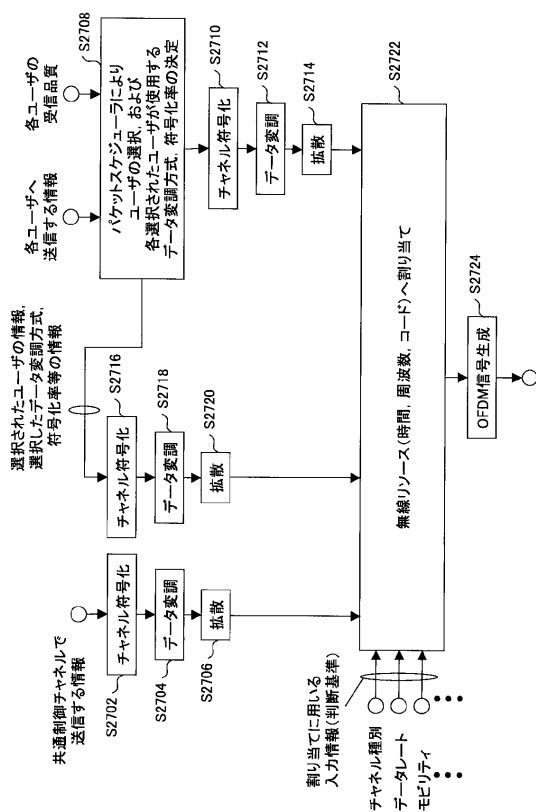 共通制御チャネルで
送信する情報
S2702
チャネル符号化
S2704
データ変調
S2706
拡散
選択されたユーザの情報,
選択したデータ変調方式,
符号化率等の情報
S2716
チャネル符号化
S2718
データ変調
S2720
拡散
各ユーザへ
送信する情報
各ユーザの
受信品質
S2708
パケットスケジューラにより
ユーザの選択, および
各選択されたユーザが使用する
データ変調方式, 符号化率の決定
S2710
チャネル符号化
S2712
データ変調
S2714
拡散
割り当てに用いる
入力情報(判断基準)
チャネル種別
データレート
モビリティ
S2722
無線リソース(時間, 周波数, コード)へ割り当て
S2724
OFDM信号生成